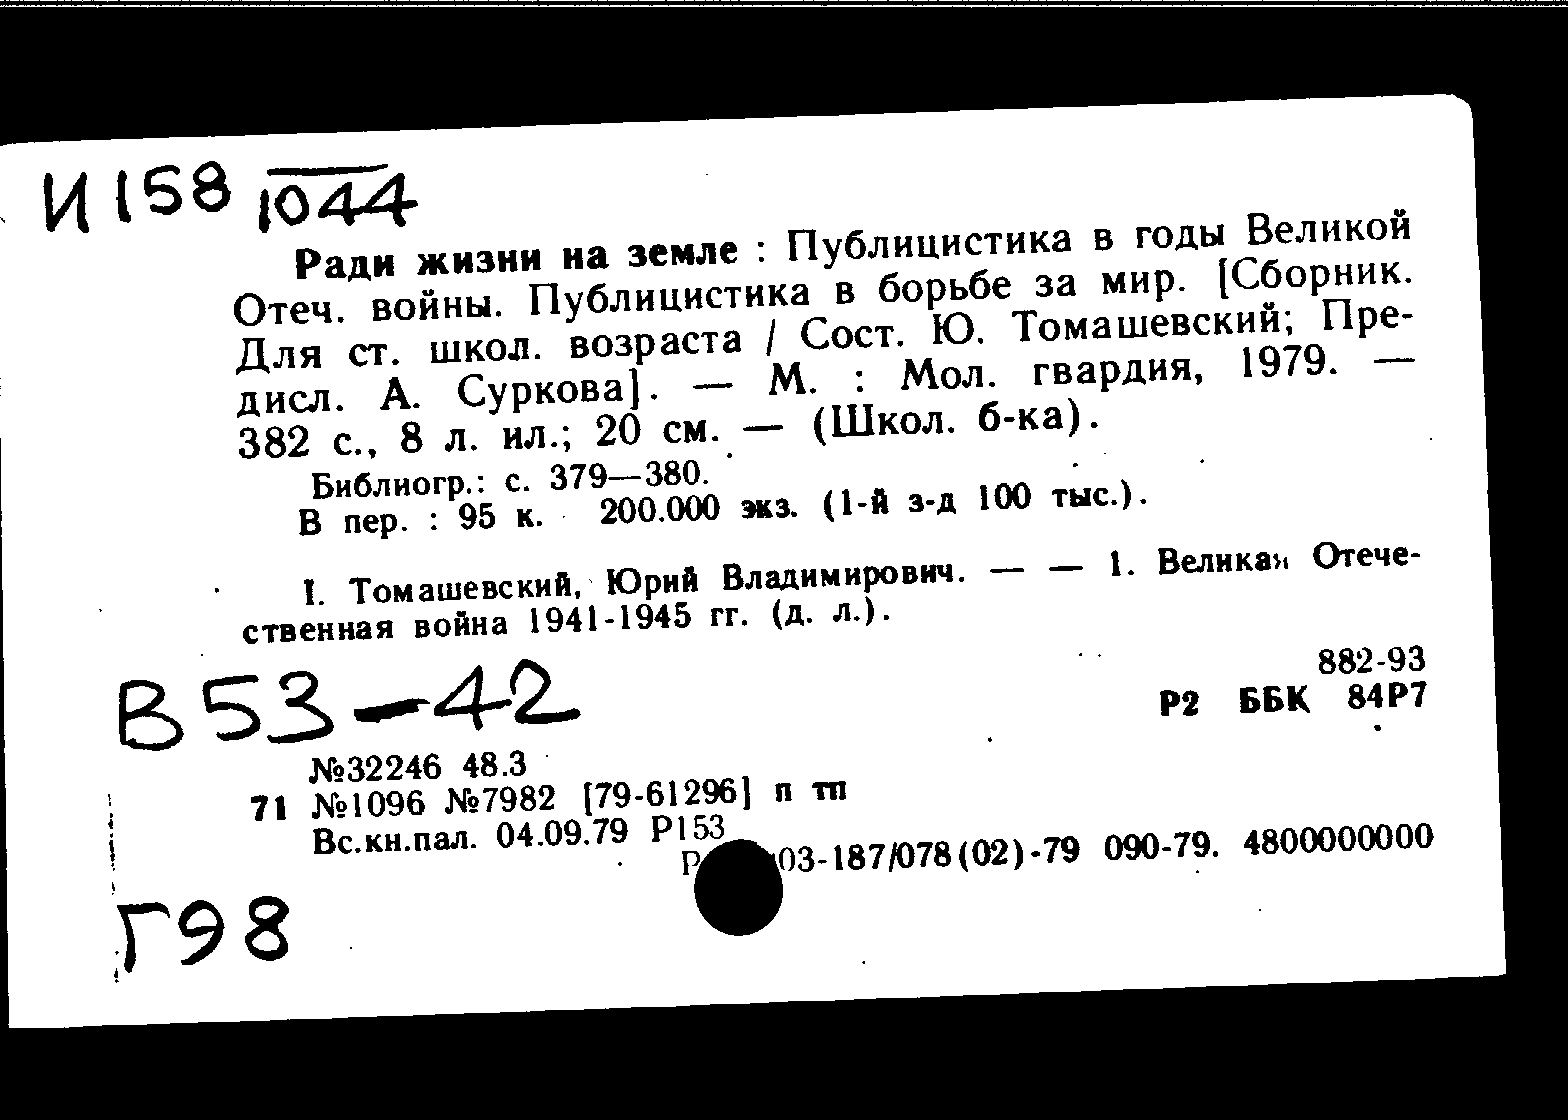 И 158 1044
Ради жизни на земле : Публицистика в годы Великой
Отеч. войны. Публицистика в борьбе за мир. [Сборник.
Для ст. школ. возраста / Сост. Ю. Томашевский; Пре-
дисл. А. Суркова]. — М. : Мол. гвардия, 1979. —
382 с., 8 л. ил.; 20 см. — (Школ. б-ка).
Библиогр.: с. 379—380.
В пер. : 95 к. 200.000 экз. (1-й з-д 100 тыс.).
I. Томашевский, Юрий Владимирович. — — 1. Великая Отече-
ственная война 1941-1945 гг. (д. л.).
882-93
Р2 ББК 84Р7
В 53-42
№32246 48.3
71 №1096 №7982 [79-61296] п тп
Вс.кн.пал. 04.09.79 Р153
03-187/078(02)-79 090-79. 4800000000
Г98